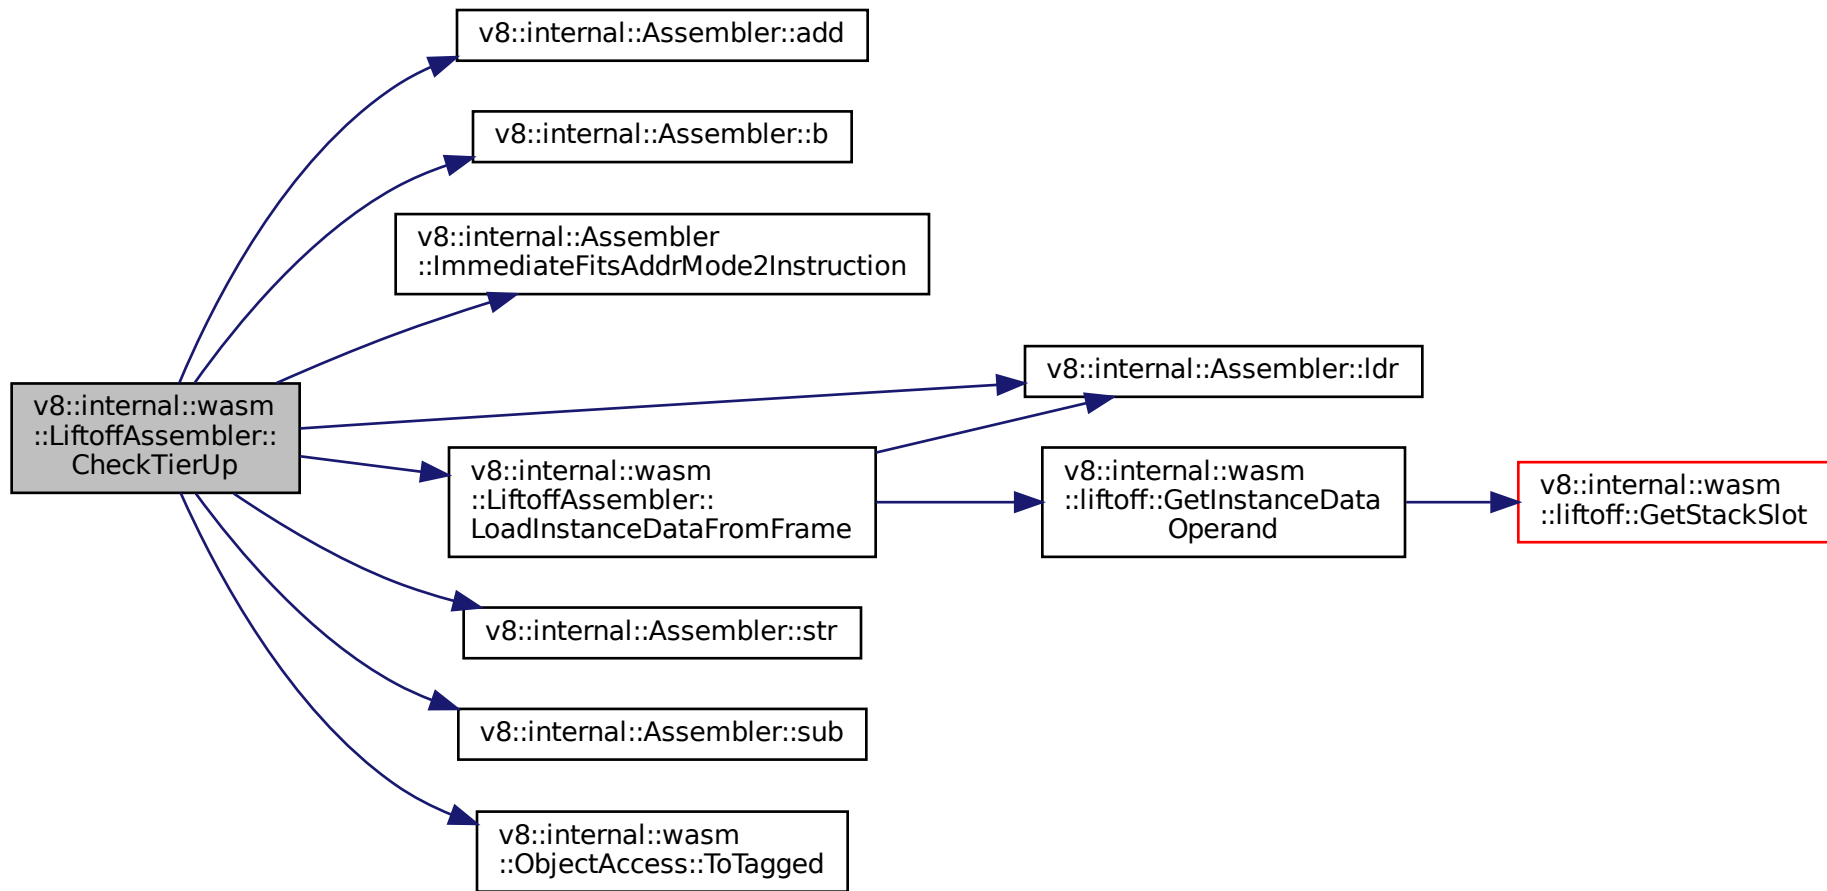 v8::internal::Assembler::add
v8::internal::Assembler::b
v8::internal::Assembler
::ImmediateFitsAddrMode2Instruction
v8::internal::Assembler::ldr
v8::internal::wasm
::LiftoffAssembler::
CheckTierUp
v8::internal::wasm
::LiftoffAssembler::
LoadInstanceDataFromFrame
v8::internal::wasm
::liftoff::GetInstanceData
Operand
v8::internal::wasm
::liftoff::GetStackSlot
v8::internal::Assembler::str
v8::internal::Assembler::sub
v8::internal::wasm
::ObjectAccess::ToTagged